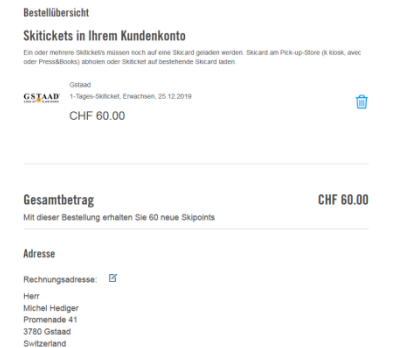 Bestellübersicht
Skitickets in Ihrem Kundenkonto
Ein oder mehrere Skitickets müssen noch auf eine Skicard geladen werden. Skicard am Pick-up-Store (k kiosk, avec
oder Press&Books) abholen oder Skiticket auf bestehende Skicard laden.
Gstaad
GSTAAD
1-Tages-Skiticket, Erwachsen, 25.12.2019
CHF 60.00
Gesamtbetrag
CHF 60.00
Mit dieser Bestellung erhalten Sie 60 neue Skipoints
Adresse
Rechnungsadresse:
Herr
Michel Hediger
Promenade 41
3780 Gstaad
Switzerland